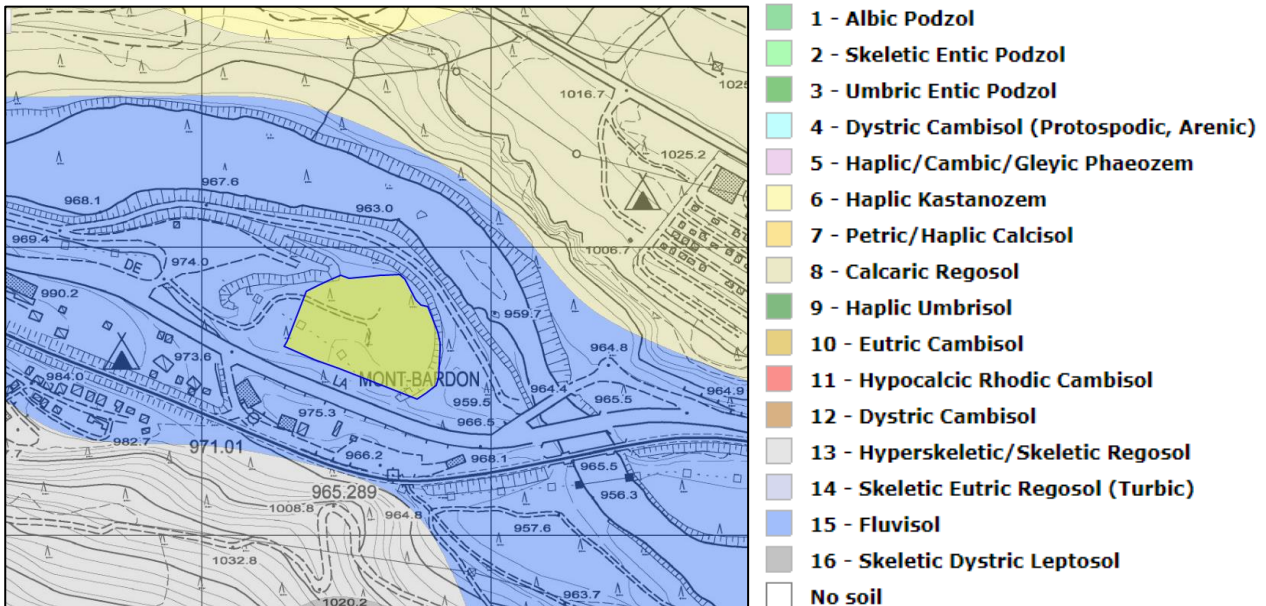 1016.7
1025.2
967.6
968.1
963.0
1006.7
969.4
DE
974.0
990.2
959.7
973.6
964.8
LA
MONT-BARDON
984.0
964.4
965.5
964.9
959.5
975.3
966.5
982.7
971.01
966.2
968.1
965.5
965.289
956.3
1008.8
964.8
957.6
1032.8
963.7
1020.2
1 - Albic Podzol
2 - Skeletic Entic Podzol
3 - Umbric Entic Podzol
4 - Dystric Cambisol (Protospodic, Arenic)
5 - Haplic/Cambic/Gleyic Phaeozem
6 - Haplic Kastanozem
7 - Petric/Haplic Calcisol
8 - Calcaric Regosol
9 - Haplic Umbrisol
10 - Eutric Cambisol
11 - Hypocalcic Rhodic Cambisol
12 - Dystric Cambisol
13 - Hyperskeletic/Skeletic Regosol
14 - Skeletic Eutric Regosol (Turbic)
15 - Fluvisol
16 - Skeletic Dystric Leptosol
No soil